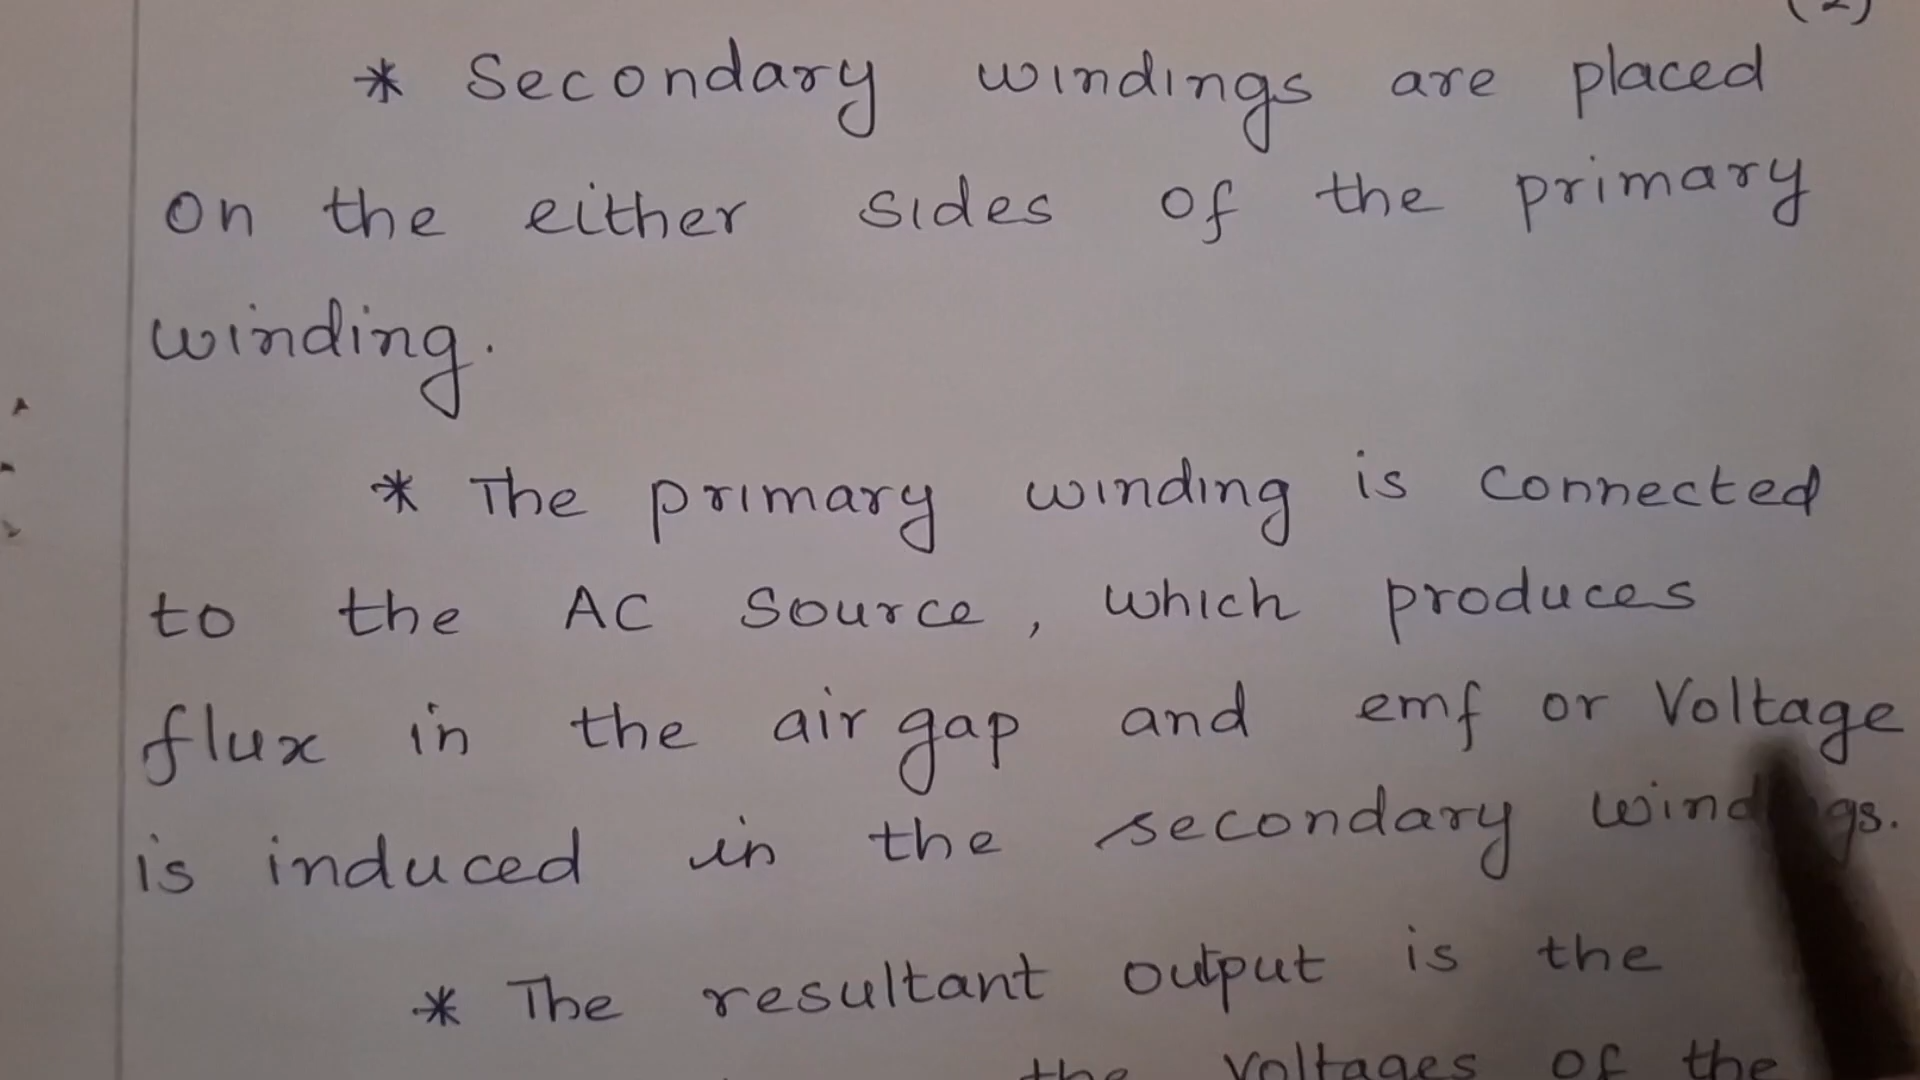 (2)
* Secondary windings are placed
on the either sides of the primary
winding.
* The primary winding is connected
to the AC Source, which produces
flux in the air gap and emf or Voltage
is induced in the secondary windings.
* The resultant output is the
the Voltages of the